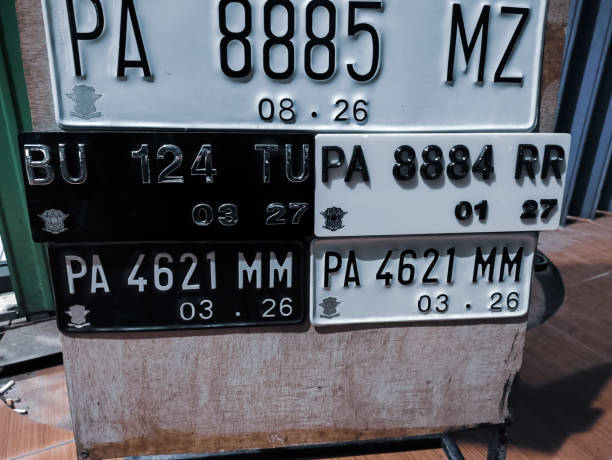 PA 8885 MZ
08 · 26
BU 124 TU
03 27
PA 8884 RR
01 27
PA 4621 MM
03 · 26
PA 4621 MM
03 · 26